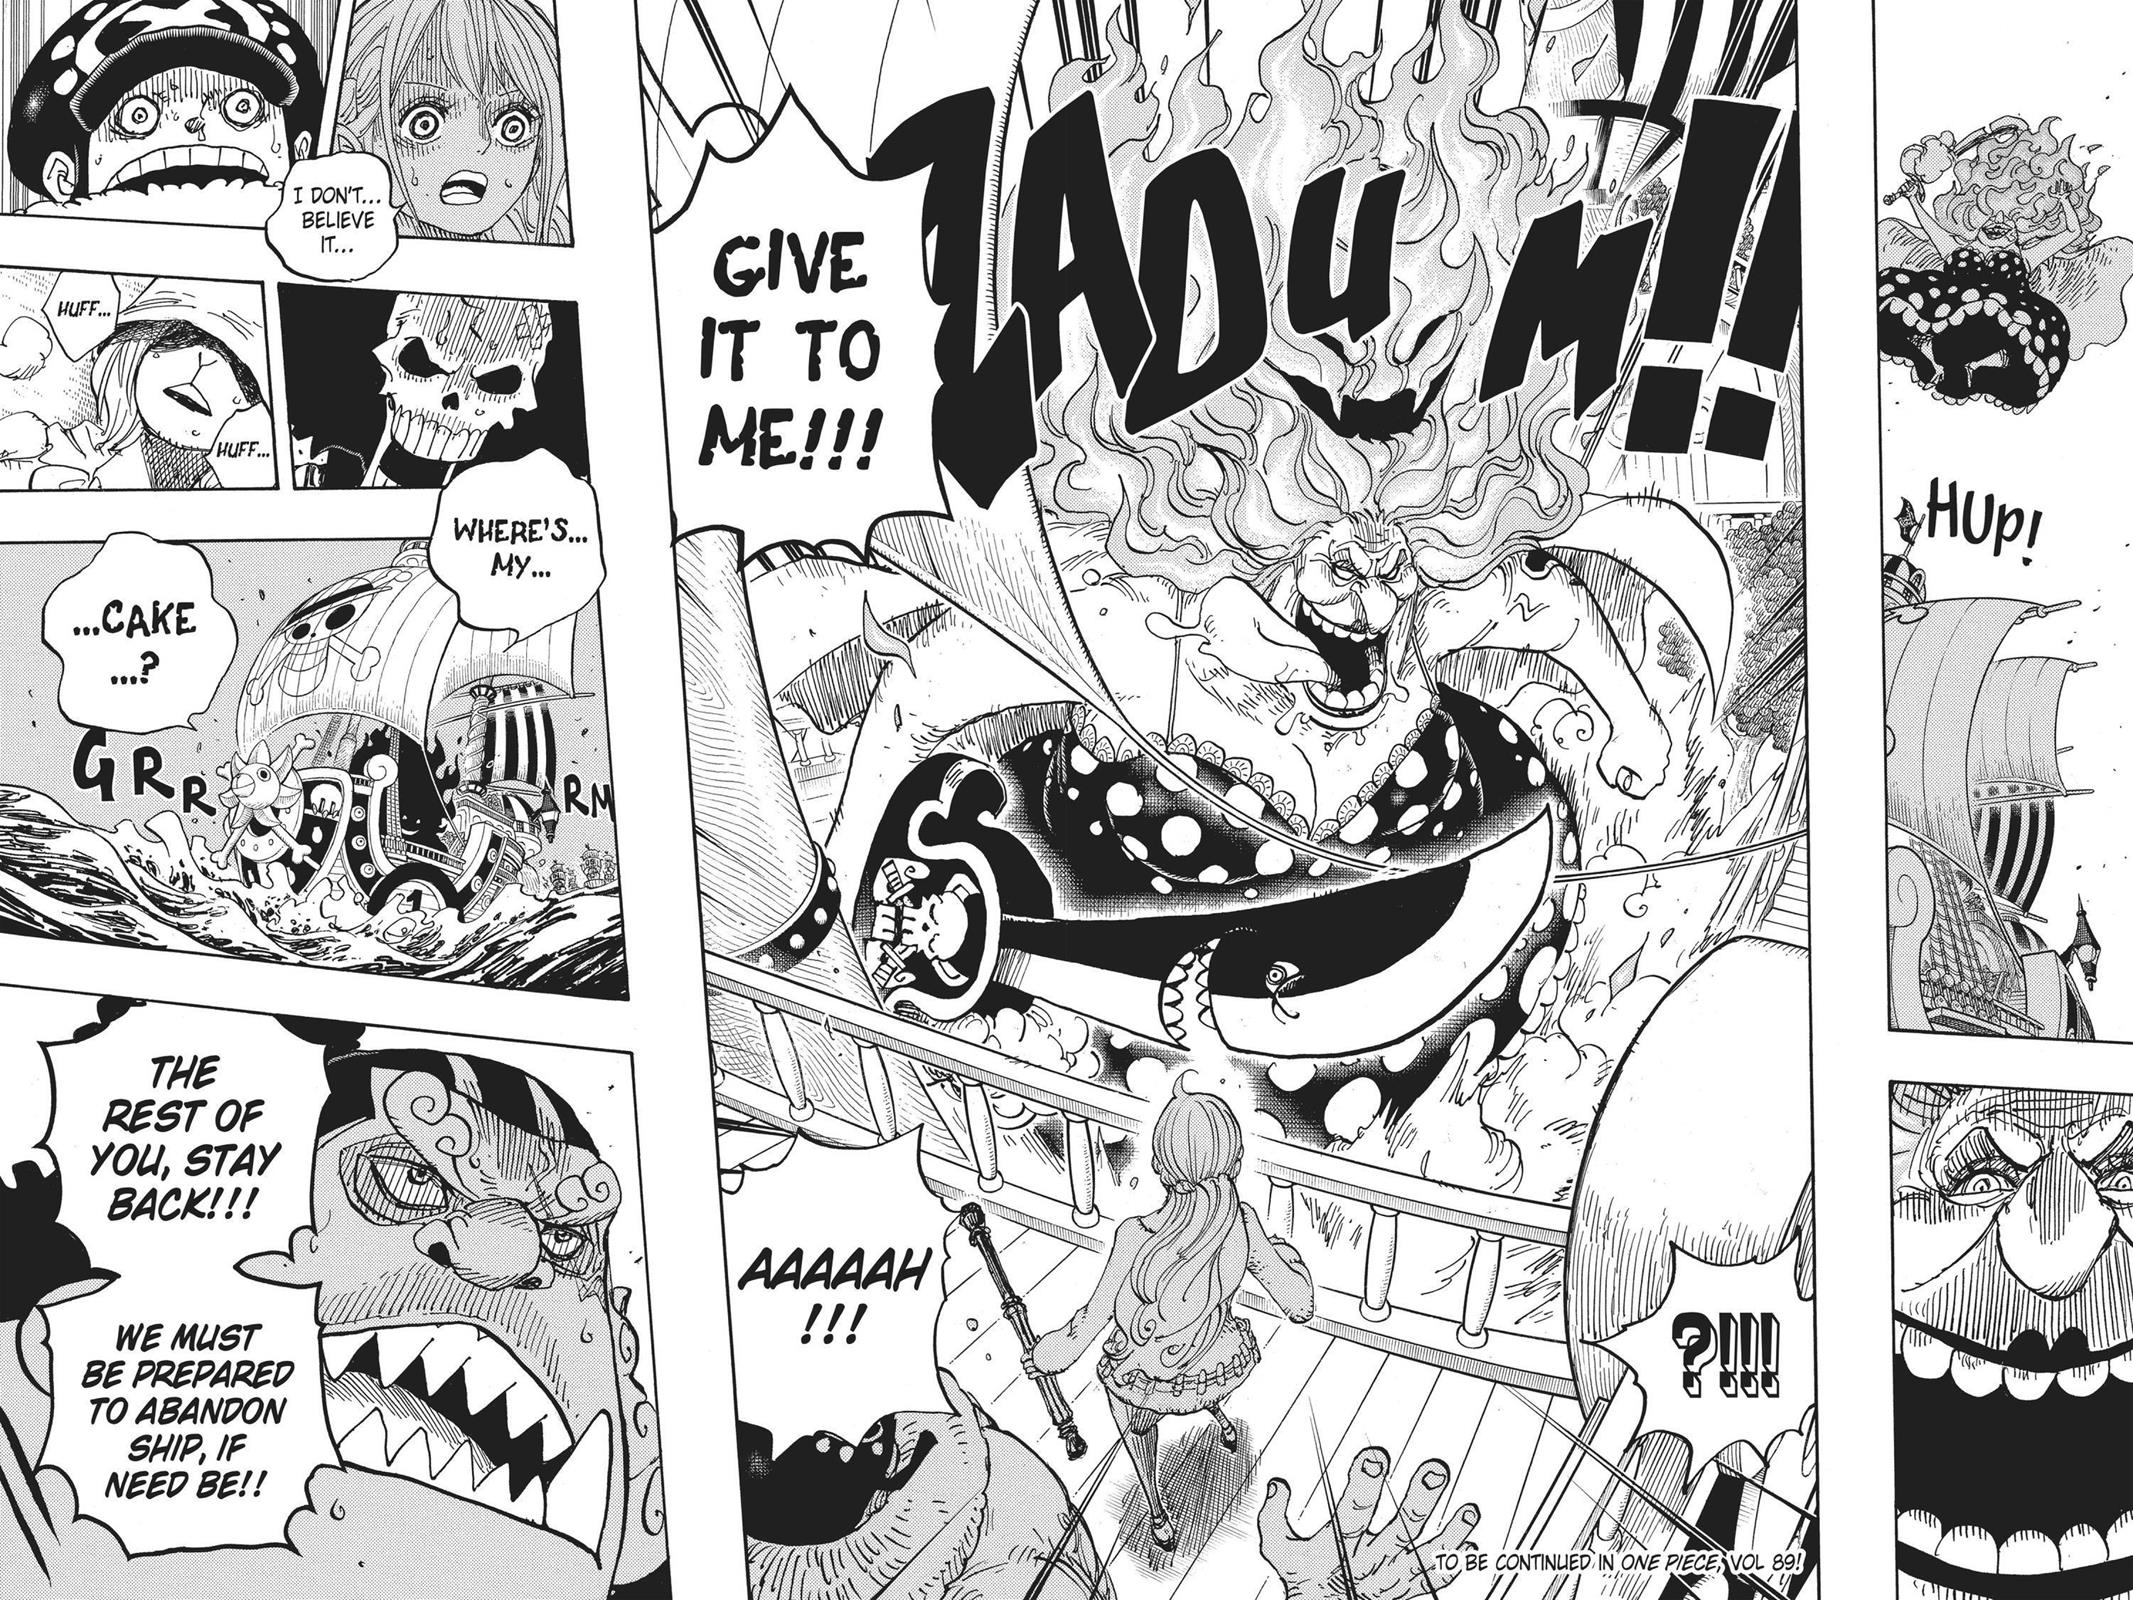 HUP!
ZADUM!!
GIVE
IT TO
ME!!!
?!!!
AAAAAH
!!!
TO BE CONTINUED IN ONE PIECE, VOL 89!
I DON'T...
BELIEVE
IT...
HUFF...
HUFF...
WHERE'S...
MY...
...CAKE
...?
GRR RM
THE
REST OF
YOU, STAY
BACK!!!
WE MUST
BE PREPARED
TO ABANDON
SHIP, IF
NEED BE!!